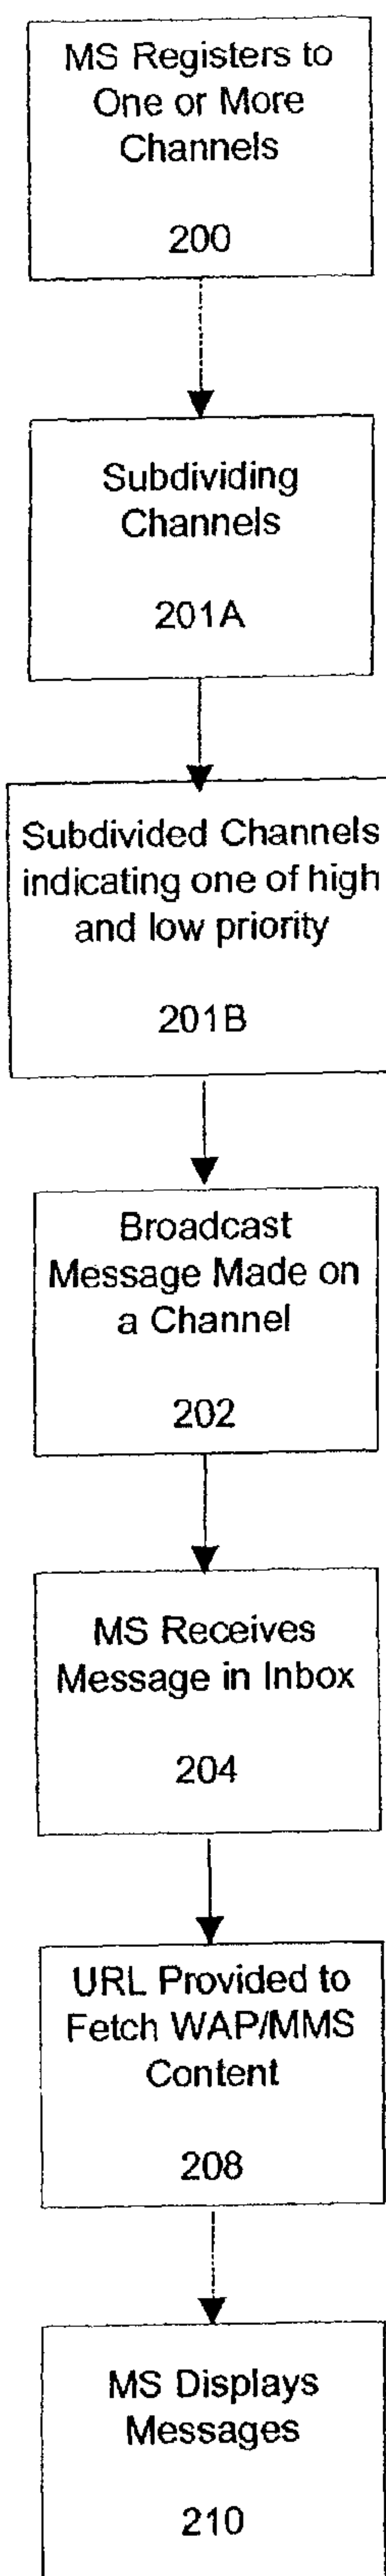 MS Registers to
One or More
Channels
200
Subdividing
Channels
201A
Subdivided Channels
indicating one of high
and low priority
201B
Broadcast
Message Made on
a Channel
202
MS Receives
Message in Inbox
204
URL Provided to
Fetch WAP/MMS
Content
208
MS Displays
Messages
210